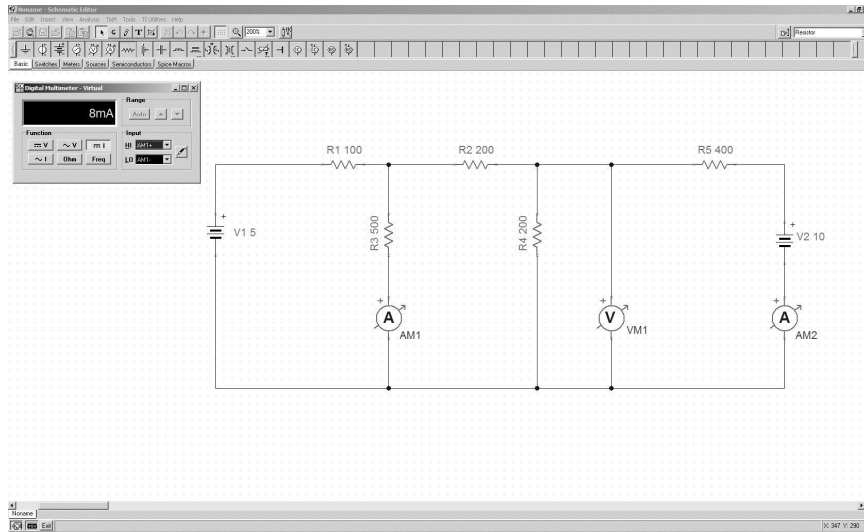 Noname - Schematic Editor
File Edit Insert View Analysis T&M Tools TI Utilities Help
200%
Resistor
Basic Switches Meters Sources Semiconductors Spice Macros
Digital Multimeter - Virtual
8mA
Range
Auto
Function
V
V
I
I
Ohm
Freq
Input
HI AM1+
LO AM1-
R1 100
R2 200
R5 400
R3 500
R4 200
V1 5
V2 10
A
AM1
V
VM1
A
AM2
Noname
Exit
X: 347 Y: 290